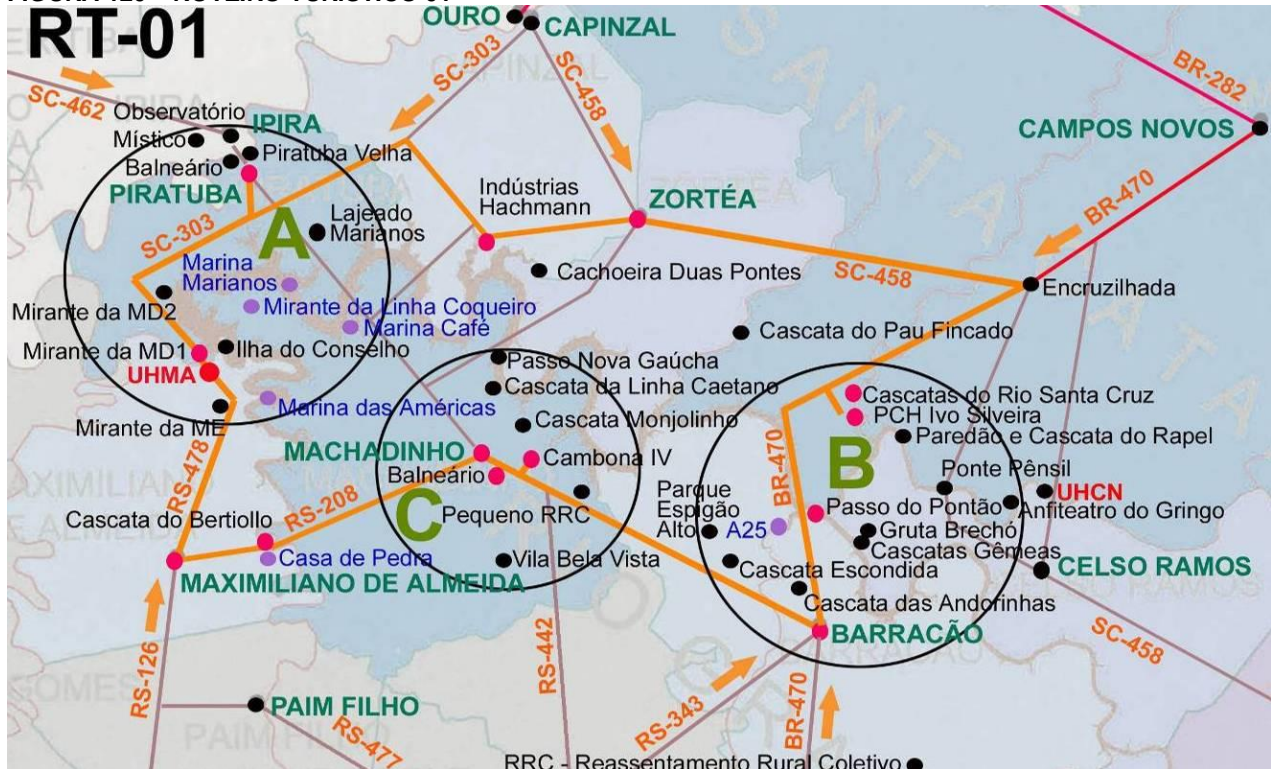 RT-01
OURO
CAPINZAL
SC-303
SC-458
CAPINZAL
BR-282
SC-462
Observatório
IPIRA
Místico
Piratuba Velha
Balneário
PIRATUBA
CAMPOS NOVOS
Indústrias
Hachmann
ZORTÉA
ZORTÉA
BR-470
SC-303
Lajeado
Marianos
A
Marina
Marianos
Cachoeira Duas Pontes
SC-458
Encruzilhada
Mirante da MD2
Mirante da Linha Coqueiro
Marina Café
Cascata do Pau Fincado
Mirante da MD1
Ilha do Conselho
UHMA
Passo Nova Gaúcha
Cascata da Linha Caetano
Cascatas do Rio Santa Cruz
Marina das Américas
PCH Ivo Silveira
Mirante da ME
Cascata Monjolinho
Paredão e Cascata do Rapel
MACHADINHO
Cambona IV
BR-470
B
Balneário
Ponte Pênsil
RS-478
RS-208
UHCN
Parque
Espigão
Alto
A25
Passo do Pontão
Anfiteatro do Gringo
C
Pequeno RRC
Cascata do Bertiollo
Gruta Brechó
Cascatas Gêmeas
Casa de Pedra
Vila Bela Vista
Cascata Escondida
CELSO RAMOS
MAXIMILIANO DE ALMEIDA
Cascata das Andorinhas
BARRACÃO
SC-458
RS-126
RS-442
PAIM FILHO
PAIM FILHO
RS-343
BR-470
RS-477
RRC - Reassentamento Rural Coletivo